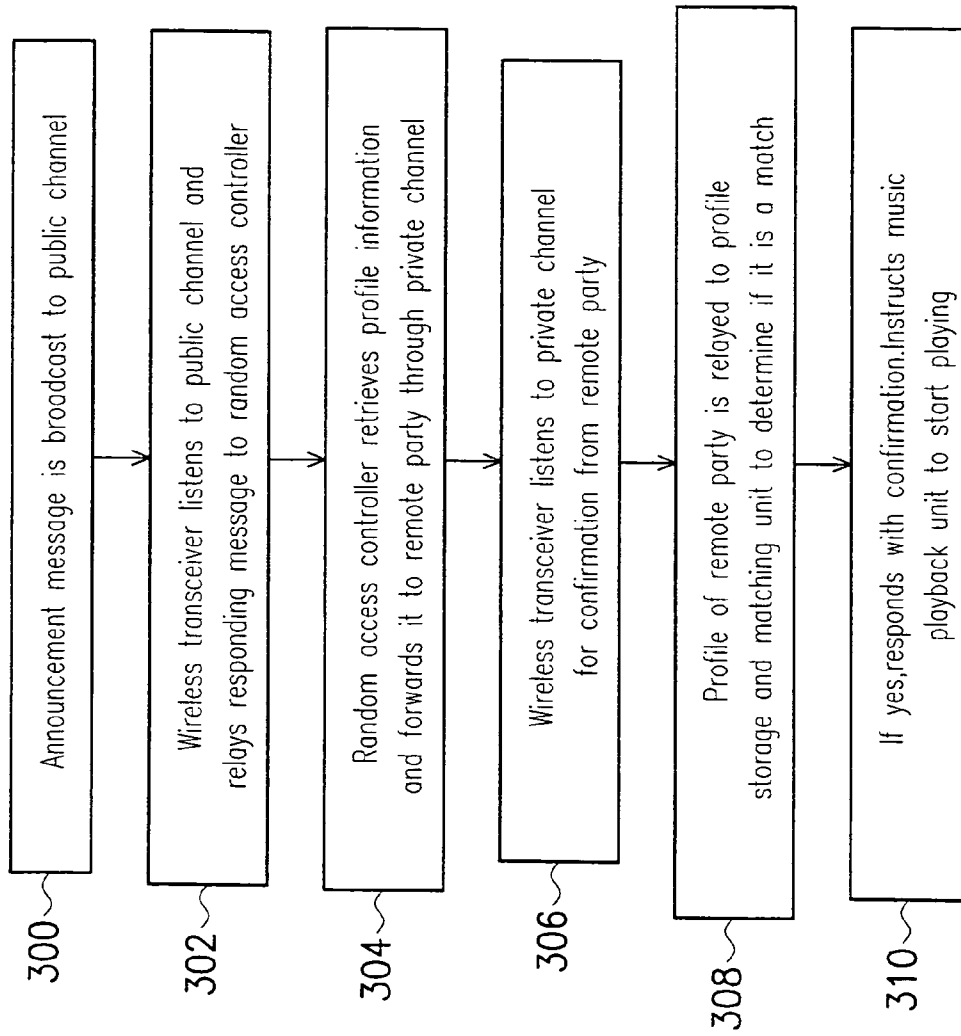 300
Announcement message is broadcast to public channel
302
Wireless transceiver listens to public channel and
relays responding message to random access controller
304
Random access controller retrieves profile information
and forwards it to remote party through private channel
306
Wireless transceiver listens to private channel
for confirmation from remote party
308
Profile of remote party is relayed to profile
storage and matching unit to determine if it is a match
310
If yes,responds with confirmation.Instructs music
playback unit to start playing